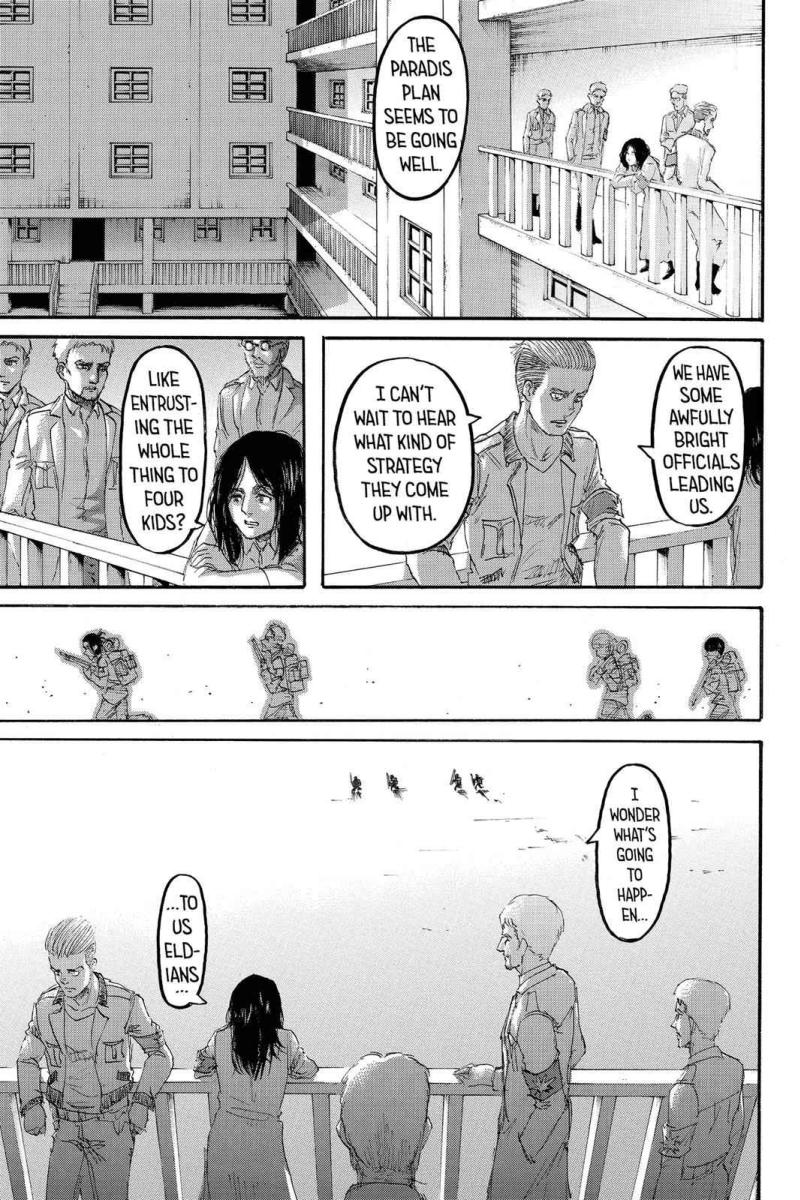 THE
PARADIS
PLAN
SEEMS TO
BE GOING
WELL.
WE HAVE
SOME
AWFULLY
BRIGHT
OFFICIALS
LEADING
US.
I CAN'T
WAIT TO HEAR
WHAT KIND OF
STRATEGY
THEY COME
UP WITH.
LIKE
ENTRUST-
ING THE
WHOLE
THING TO
FOUR
KIDS?
I
WONDER
WHAT'S
GOING
TO
HAPP-
EN...
...TO
US
ELD-
IANS
...